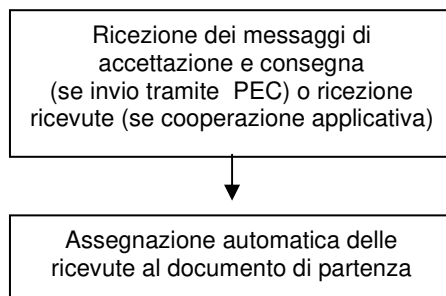 Ricezione dei messaggi di
accettazione e consegna
(se invio tramite PEC) o ricezione
ricevute (se cooperazione applicativa)
Assegnazione automatica delle
ricevute al documento di partenza